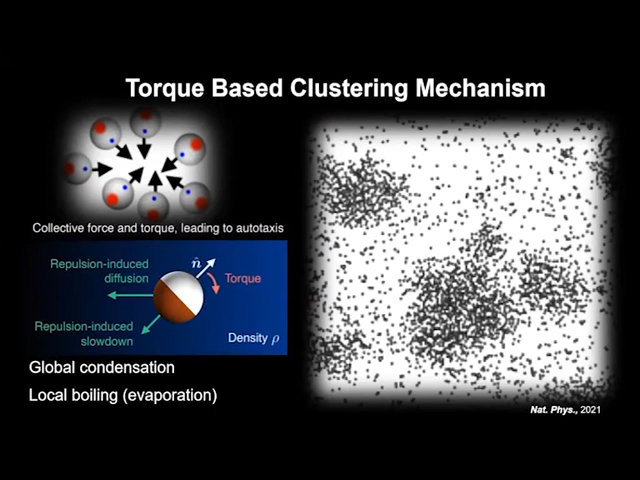 Torque Based Clustering Mechanism
Collective force and torque, leading to autotaxis
Repulsion-induced
diffusion
n̂
Torque
Repulsion-induced
slowdown
Density ρ
Global condensation
Local boiling (evaporation)
Nat. Phys., 2021